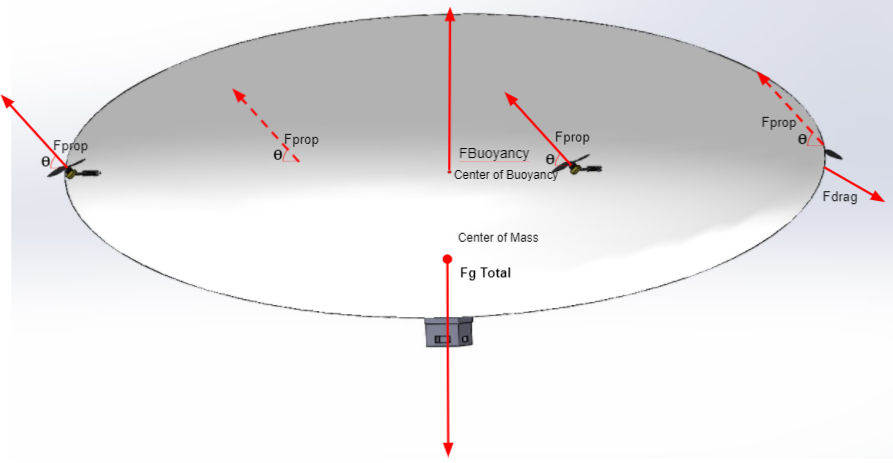 Fprop
θ
Fprop
θ
Fprop
θ
Fprop
θ
FBuoyancy
Center of Buoyancy
Fdrag
Center of Mass
Fg Total